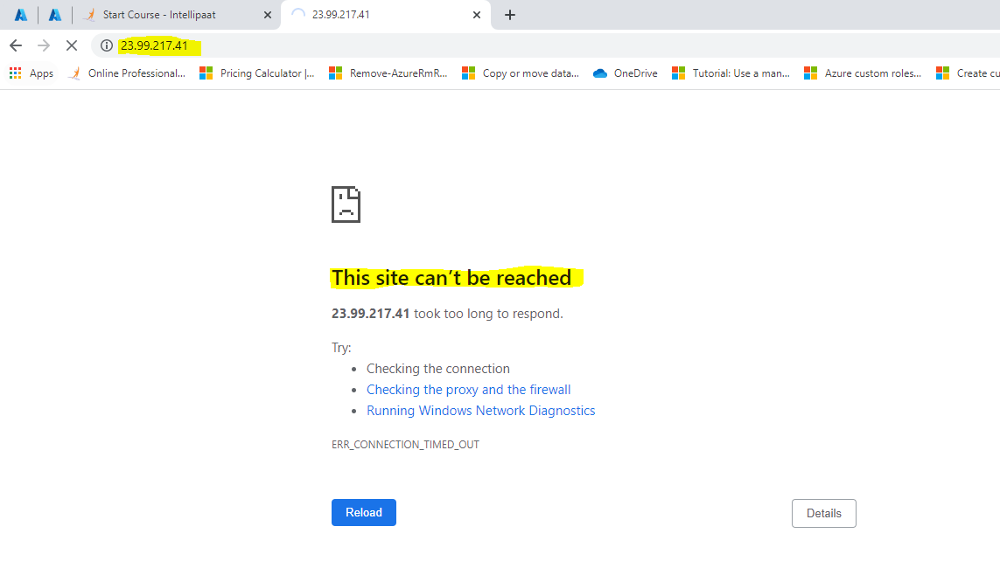 Start Course - Intellipaat
23.99.217.41
23.99.217.41
Apps Online Professional... Pricing Calculator |... Remove-AzureRmR... Copy or move data... OneDrive Tutorial: Use a man... Azure custom roles... Create cu
This site can't be reached
23.99.217.41 took too long to respond.
Try:
Checking the connection
Checking the proxy and the firewall
Running Windows Network Diagnostics
ERR_CONNECTION_TIMED_OUT
Reload Details